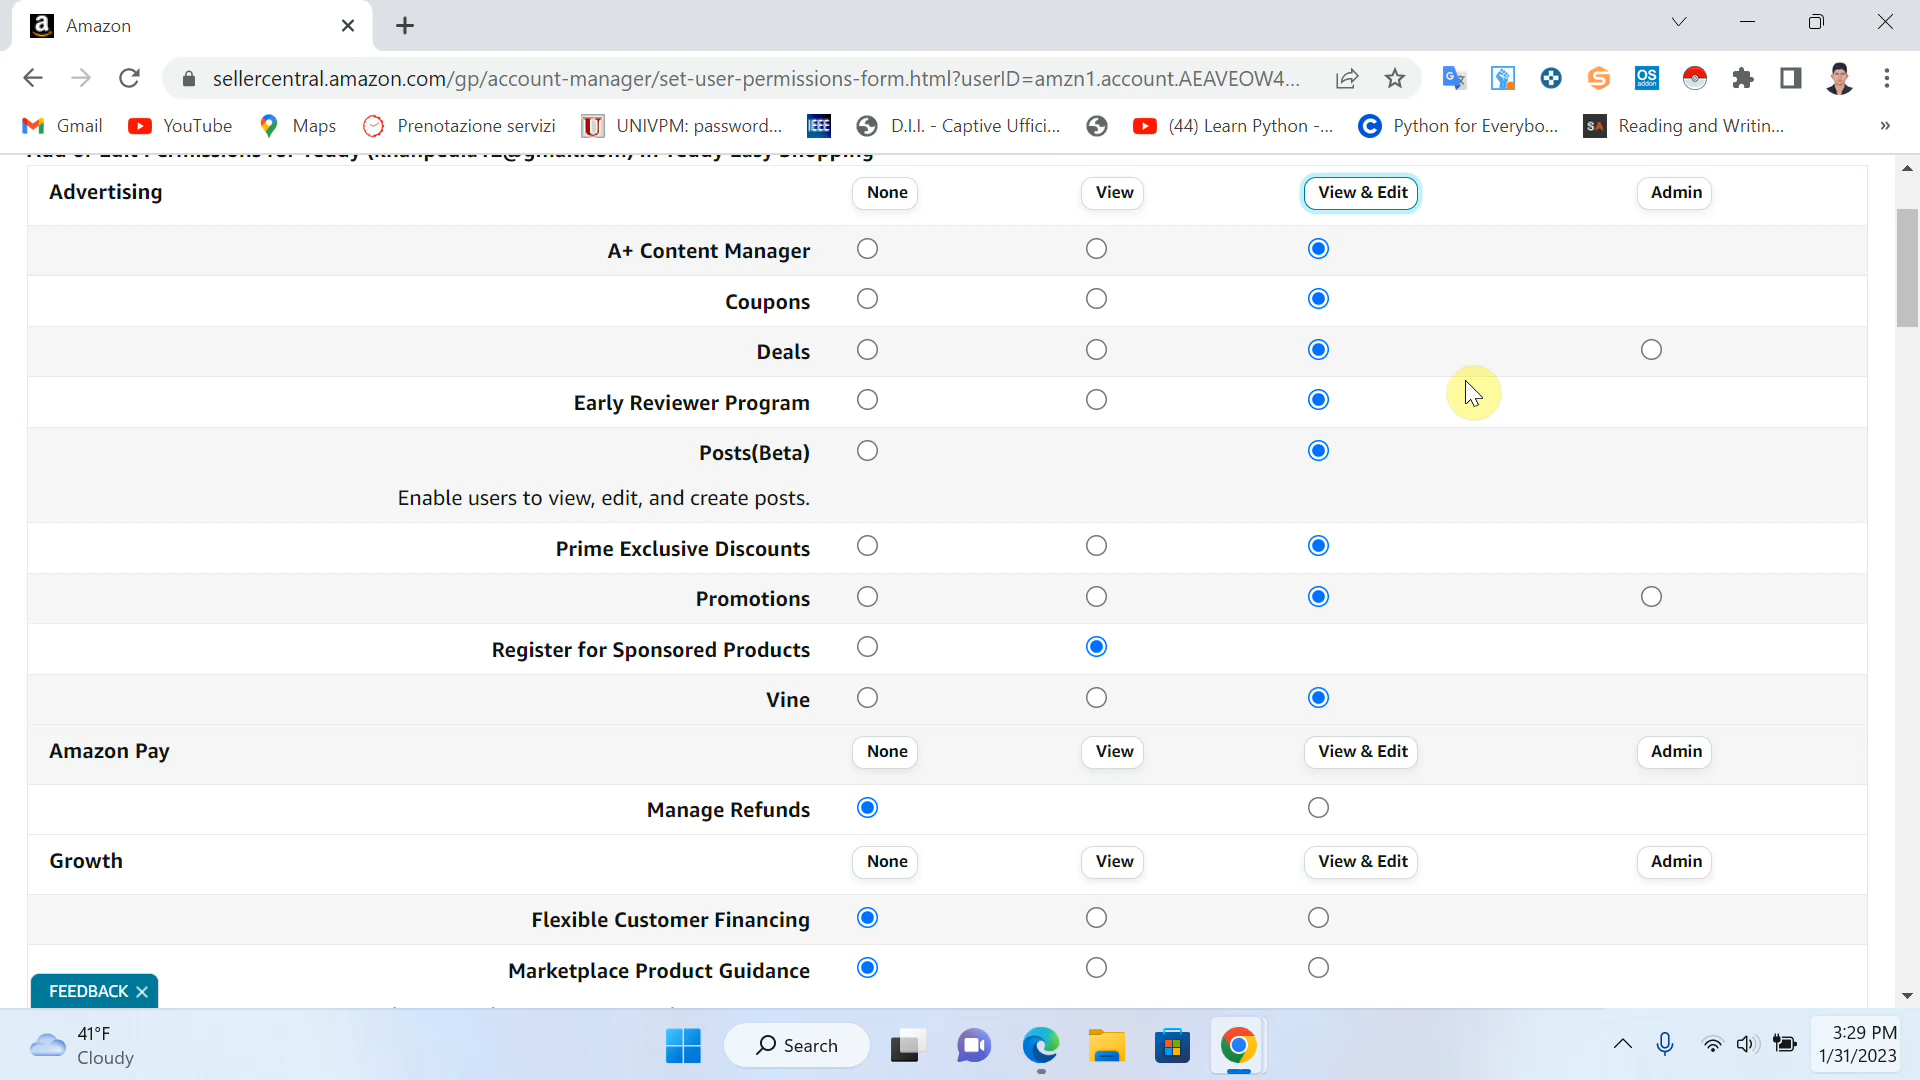 Amazon
sellercentral.amazon.com/gp/account-manager/set-user-permissions-form.html?userID=amzn1.account.AEAVEOW4...
Gmail YouTube Maps Prenotazione servizi UNIVPM: password... IEEE D.I.I. - Captive Uffici... (44) Learn Python -... Python for Everybo... SA Reading and Writin... »
Advertising None View View & Edit Admin
A+ Content Manager
Coupons
Deals
Early Reviewer Program
Posts(Beta)
Enable users to view, edit, and create posts.
Prime Exclusive Discounts
Promotions
Register for Sponsored Products
Vine
Amazon Pay None View View & Edit Admin
Manage Refunds
Growth None View View & Edit Admin
Flexible Customer Financing
Marketplace Product Guidance
FEEDBACK
41°F
Cloudy
Search
3:29 PM
1/31/2023